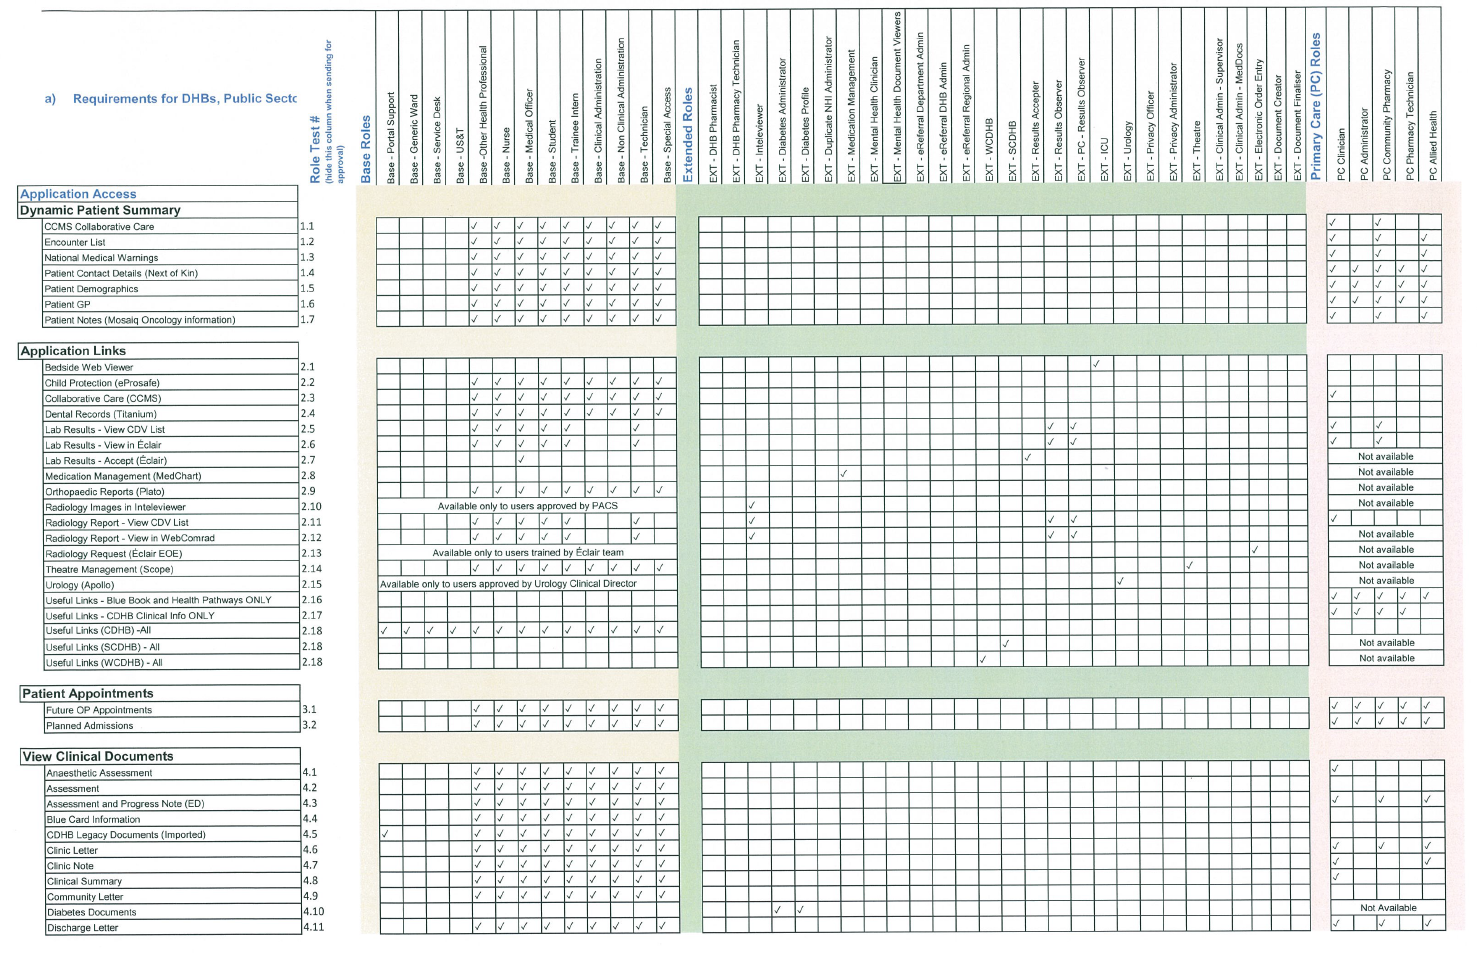 a) Requirements for DHBs, Public Secto
Role Test #
(hide this column when sending for
approval)
Base Roles
Base - Portal Support
Base - Generic Ward
Base - Service Desk
Base - US&T
Base -Other Health Professional
Base - Nurse
Base - Medical Officer
Base - Student
Base - Trainee Intern
Base - Clinical Administration
Base - Non Clinical Administration
Base - Technician
Base - Special Access
Extended Roles
EXT - DHB Pharmacist
EXT - DHB Pharmacy Technician
EXT - Inteleviewer
EXT - Diabetes Administrator
EXT - Diabetes Profile
EXT - Duplicate NHI Administrator
EXT - Medication Management
EXT - Mental Health Clinician
EXT - Mental Health Document Viewers
EXT - eReferral Department Admin
EXT - eReferral DHB Admin
EXT - eReferral Regional Admin
EXT - WCDHB
EXT - SCDHB
EXT - Results Accepter
EXT - Results Observer
EXT - PC - Results Observer
EXT - ICU
EXT - Urology
EXT - Privacy Officer
EXT - Privacy Administrator
EXT - Theatre
EXT - Clinical Admin - Supervisor
EXT - Clinical Admin - MedDocs
EXT - Electronic Order Entry
EXT - Document Creator
EXT - Document Finaliser
Primary Care (PC) Roles
PC Clinician
PC Administrator
PC Community Pharmacy
PC Pharmacy Technician
PC Allied Health
Application Access
Dynamic Patient Summary
CCMS Collaborative Care 1.1 ✓ ✓ ✓ ✓ ✓ ✓ ✓ ✓ ✓ ✓ ✓
Encounter List 1.2 ✓ ✓ ✓ ✓ ✓ ✓ ✓ ✓ ✓ ✓ ✓ ✓
National Medical Warnings 1.3 ✓ ✓ ✓ ✓ ✓ ✓ ✓ ✓ ✓ ✓ ✓ ✓
Patient Contact Details (Next of Kin) 1.4 ✓ ✓ ✓ ✓ ✓ ✓ ✓ ✓ ✓ ✓ ✓ ✓ ✓ ✓
Patient Demographics 1.5 ✓ ✓ ✓ ✓ ✓ ✓ ✓ ✓ ✓ ✓ ✓ ✓ ✓ ✓
Patient GP 1.6 ✓ ✓ ✓ ✓ ✓ ✓ ✓ ✓ ✓ ✓ ✓ ✓ ✓ ✓
Patient Notes (Mosaiq Oncology information) 1.7 ✓ ✓ ✓ ✓ ✓ ✓ ✓ ✓ ✓ ✓ ✓ ✓
Application Links
Bedside Web Viewer 2.1 ✓
Child Protection (eProsafe) 2.2 ✓ ✓ ✓ ✓ ✓ ✓ ✓ ✓ ✓
Collaborative Care (CCMS) 2.3 ✓ ✓ ✓ ✓ ✓ ✓ ✓ ✓ ✓ ✓
Dental Records (Titanium) 2.4 ✓ ✓ ✓ ✓ ✓ ✓ ✓ ✓ ✓
Lab Results - View CDV List 2.5 ✓ ✓ ✓ ✓ ✓ ✓ ✓ ✓ ✓ ✓
Lab Results - View in Éclair 2.6 ✓ ✓ ✓ ✓ ✓ ✓ ✓ ✓ ✓ ✓
Lab Results - Accept (Éclair) 2.7 ✓ ✓ Not available
Medication Management (MedChart) 2.8 ✓ Not available
Orthopaedic Reports (Plato) 2.9 ✓ ✓ ✓ ✓ ✓ ✓ ✓ ✓ ✓ Not available
Radiology Images in Inteleviewer 2.10 Available only to users approved by PACS ✓ Not available
Radiology Report - View CDV List 2.11 ✓ ✓ ✓ ✓ ✓ ✓ ✓ ✓ ✓ ✓
Radiology Report - View in WebComrad 2.12 ✓ ✓ ✓ ✓ ✓ ✓ ✓ ✓ ✓ Not available
Radiology Request (Éclair EOE) 2.13 Available only to users trained by Éclair team ✓ Not available
Theatre Management (Scope) 2.14 ✓ ✓ ✓ ✓ ✓ ✓ ✓ ✓ ✓ ✓ Not available
Urology (Apollo) 2.15 Available only to users approved by Urology Clinical Director ✓ Not available
Useful Links - Blue Book and Health Pathways ONLY 2.16 ✓ ✓ ✓ ✓ ✓
Useful Links - CDHB Clinical Info ONLY 2.17 ✓ ✓ ✓ ✓
Useful Links (CDHB) -All 2.18 ✓ ✓ ✓ ✓ ✓ ✓ ✓ ✓ ✓ ✓ ✓ ✓ ✓
Useful Links (SCDHB) - All 2.18 ✓ Not available
Useful Links (WCDHB) - All 2.18 ✓ Not available
Patient Appointments
Future OP Appointments 3.1 ✓ ✓ ✓ ✓ ✓ ✓ ✓ ✓ ✓ ✓ ✓ ✓ ✓ ✓
Planned Admissions 3.2 ✓ ✓ ✓ ✓ ✓ ✓ ✓ ✓ ✓ ✓ ✓ ✓ ✓ ✓
View Clinical Documents
Anaesthetic Assessment 4.1 ✓ ✓ ✓ ✓ ✓ ✓ ✓ ✓ ✓ ✓
Assessment 4.2 ✓ ✓ ✓ ✓ ✓ ✓ ✓ ✓ ✓
Assessment and Progress Note (ED) 4.3 ✓ ✓ ✓ ✓ ✓ ✓ ✓ ✓ ✓ ✓ ✓ ✓
Blue Card Information 4.4 ✓ ✓ ✓ ✓ ✓ ✓ ✓ ✓ ✓
CDHB Legacy Documents (Imported) 4.5 ✓ ✓ ✓ ✓ ✓ ✓ ✓ ✓ ✓ ✓
Clinic Letter 4.6 ✓ ✓ ✓ ✓ ✓ ✓ ✓ ✓ ✓ ✓ ✓ ✓
Clinic Note 4.7 ✓ ✓ ✓ ✓ ✓ ✓ ✓ ✓ ✓ ✓ ✓
Clinical Summary 4.8 ✓ ✓ ✓ ✓ ✓ ✓ ✓ ✓ ✓ ✓
Community Letter 4.9 ✓ ✓ ✓ ✓ ✓ ✓ ✓ ✓ ✓
Diabetes Documents 4.10 ✓ ✓ Not Available
Discharge Letter 4.11 ✓ ✓ ✓ ✓ ✓ ✓ ✓ ✓ ✓ ✓ ✓ ✓